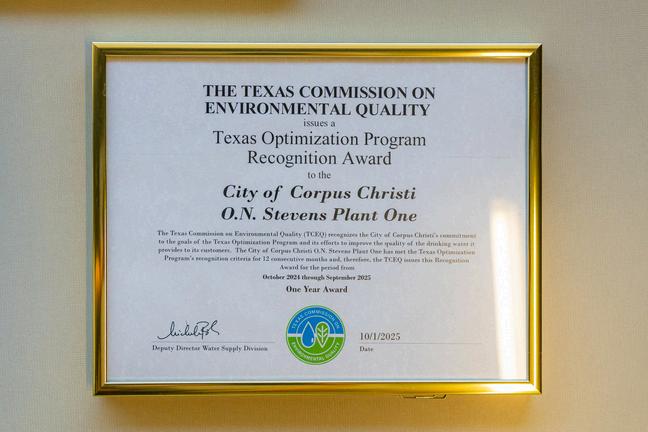 THE TEXAS COMMISSION ON
ENVIRONMENTAL QUALITY
issues a
Texas Optimization Program
Recognition Award
to the
City of Corpus Christi
O.N. Stevens Plant One
The Texas Commission on Environmental Quality (TCEQ) recognizes the City of Corpus Christi's commitment
to the goals of the Texas Optimization Program and its efforts to improve the quality of the drinking water it
provides to its customers. The City of Corpus Christi O.N. Stevens Plant One has met the Texas Optimization
Program's recognition criteria for 12 consecutive months and, therefore, the TCEQ issues this Recognition
Award for the period from
October 2024 through September 2025
One Year Award
TEXAS COMMISSION ON
ENVIRONMENTAL QUALITY
10/1/2025
Deputy Director Water Supply Division
Date